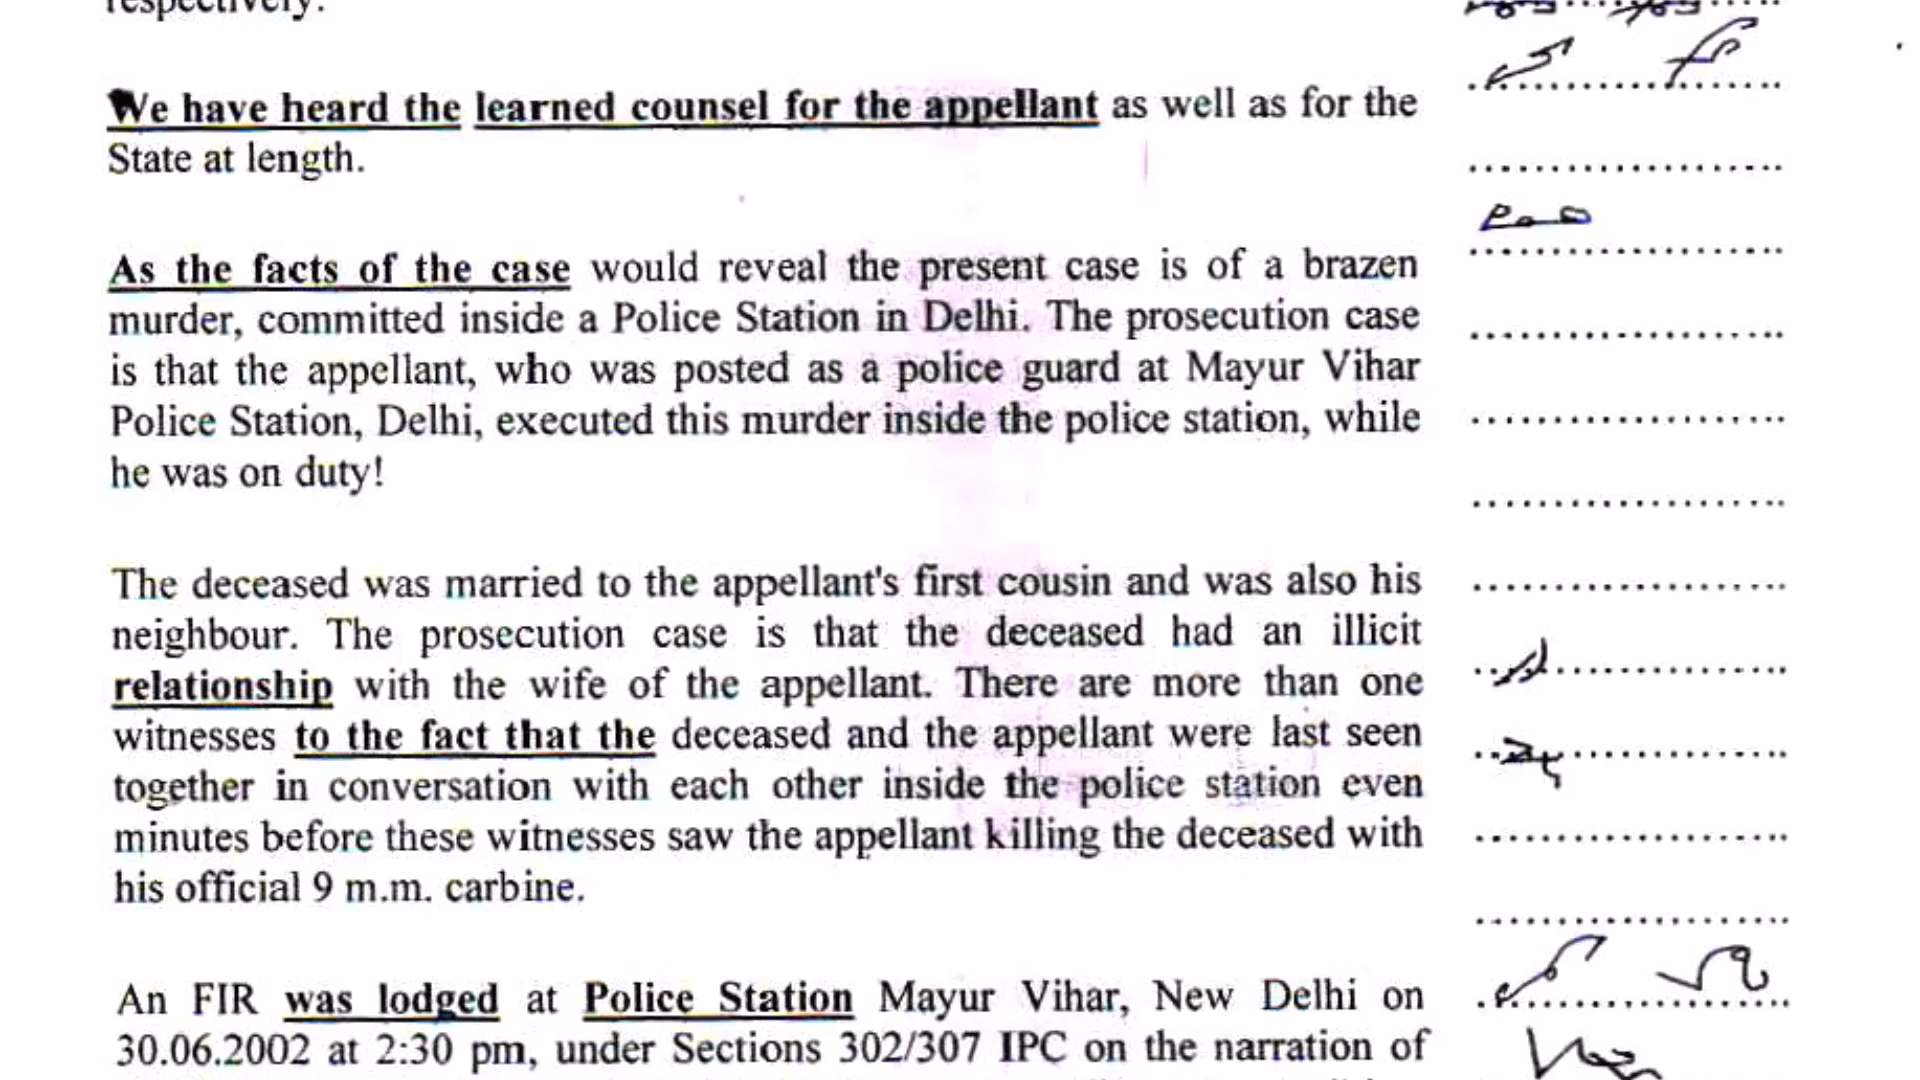 respectively.
We have heard the learned counsel for the appellant as well as for the
State at length.
As the facts of the case would reveal the present case is of a brazen
murder, committed inside a Police Station in Delhi. The prosecution case
is that the appellant, who was posted as a police guard at Mayur Vihar
Police Station, Delhi, executed this murder inside the police station, while
he was on duty!
The deceased was married to the appellant's first cousin and was also his
neighbour. The prosecution case is that the deceased had an illicit
relationship with the wife of the appellant. There are more than one
witnesses to the fact that the deceased and the appellant were last seen
together in conversation with each other inside the police station even
minutes before these witnesses saw the appellant killing the deceased with
his official 9 m.m. carbine.
An FIR was lodged at Police Station Mayur Vihar, New Delhi on
30.06.2002 at 2:30 pm, under Sections 302/307 IPC on the narration of